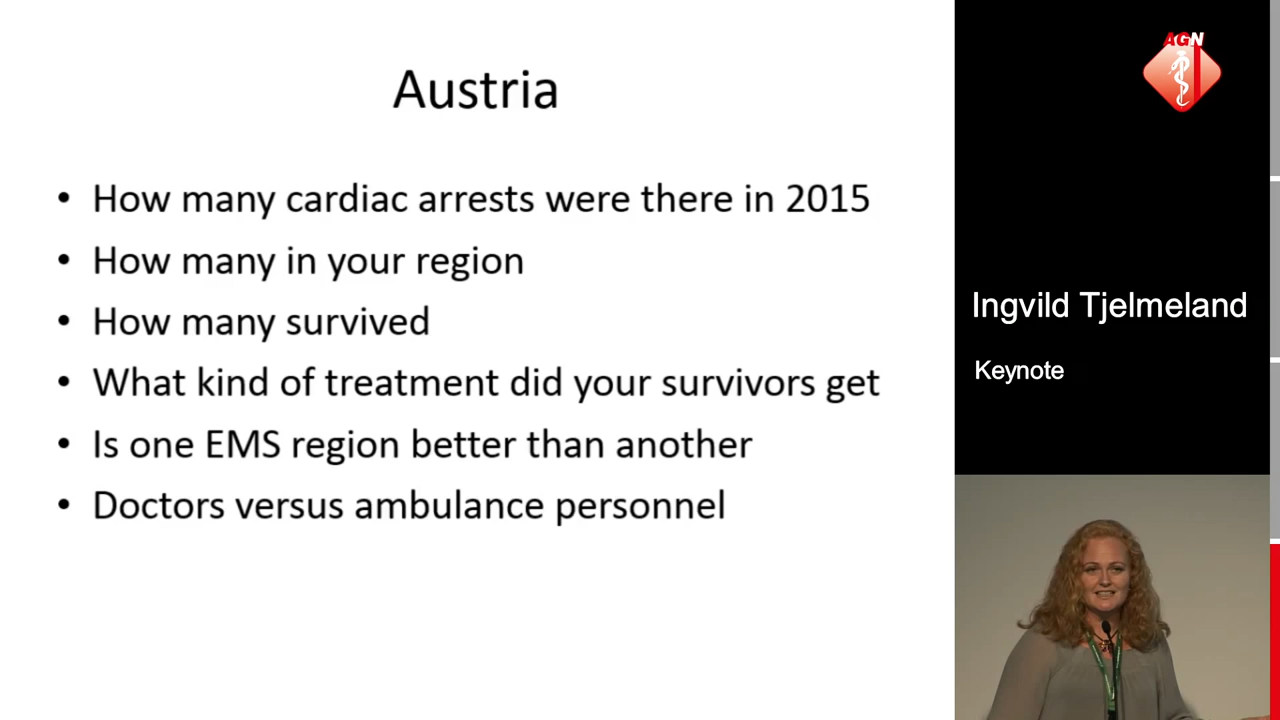 Austria
• How many cardiac arrests were there in 2015
• How many in your region
• How many survived
• What kind of treatment did your survivors get
• Is one EMS region better than another
• Doctors versus ambulance personnel
AGN
Ingvild Tjelmeland
Keynote